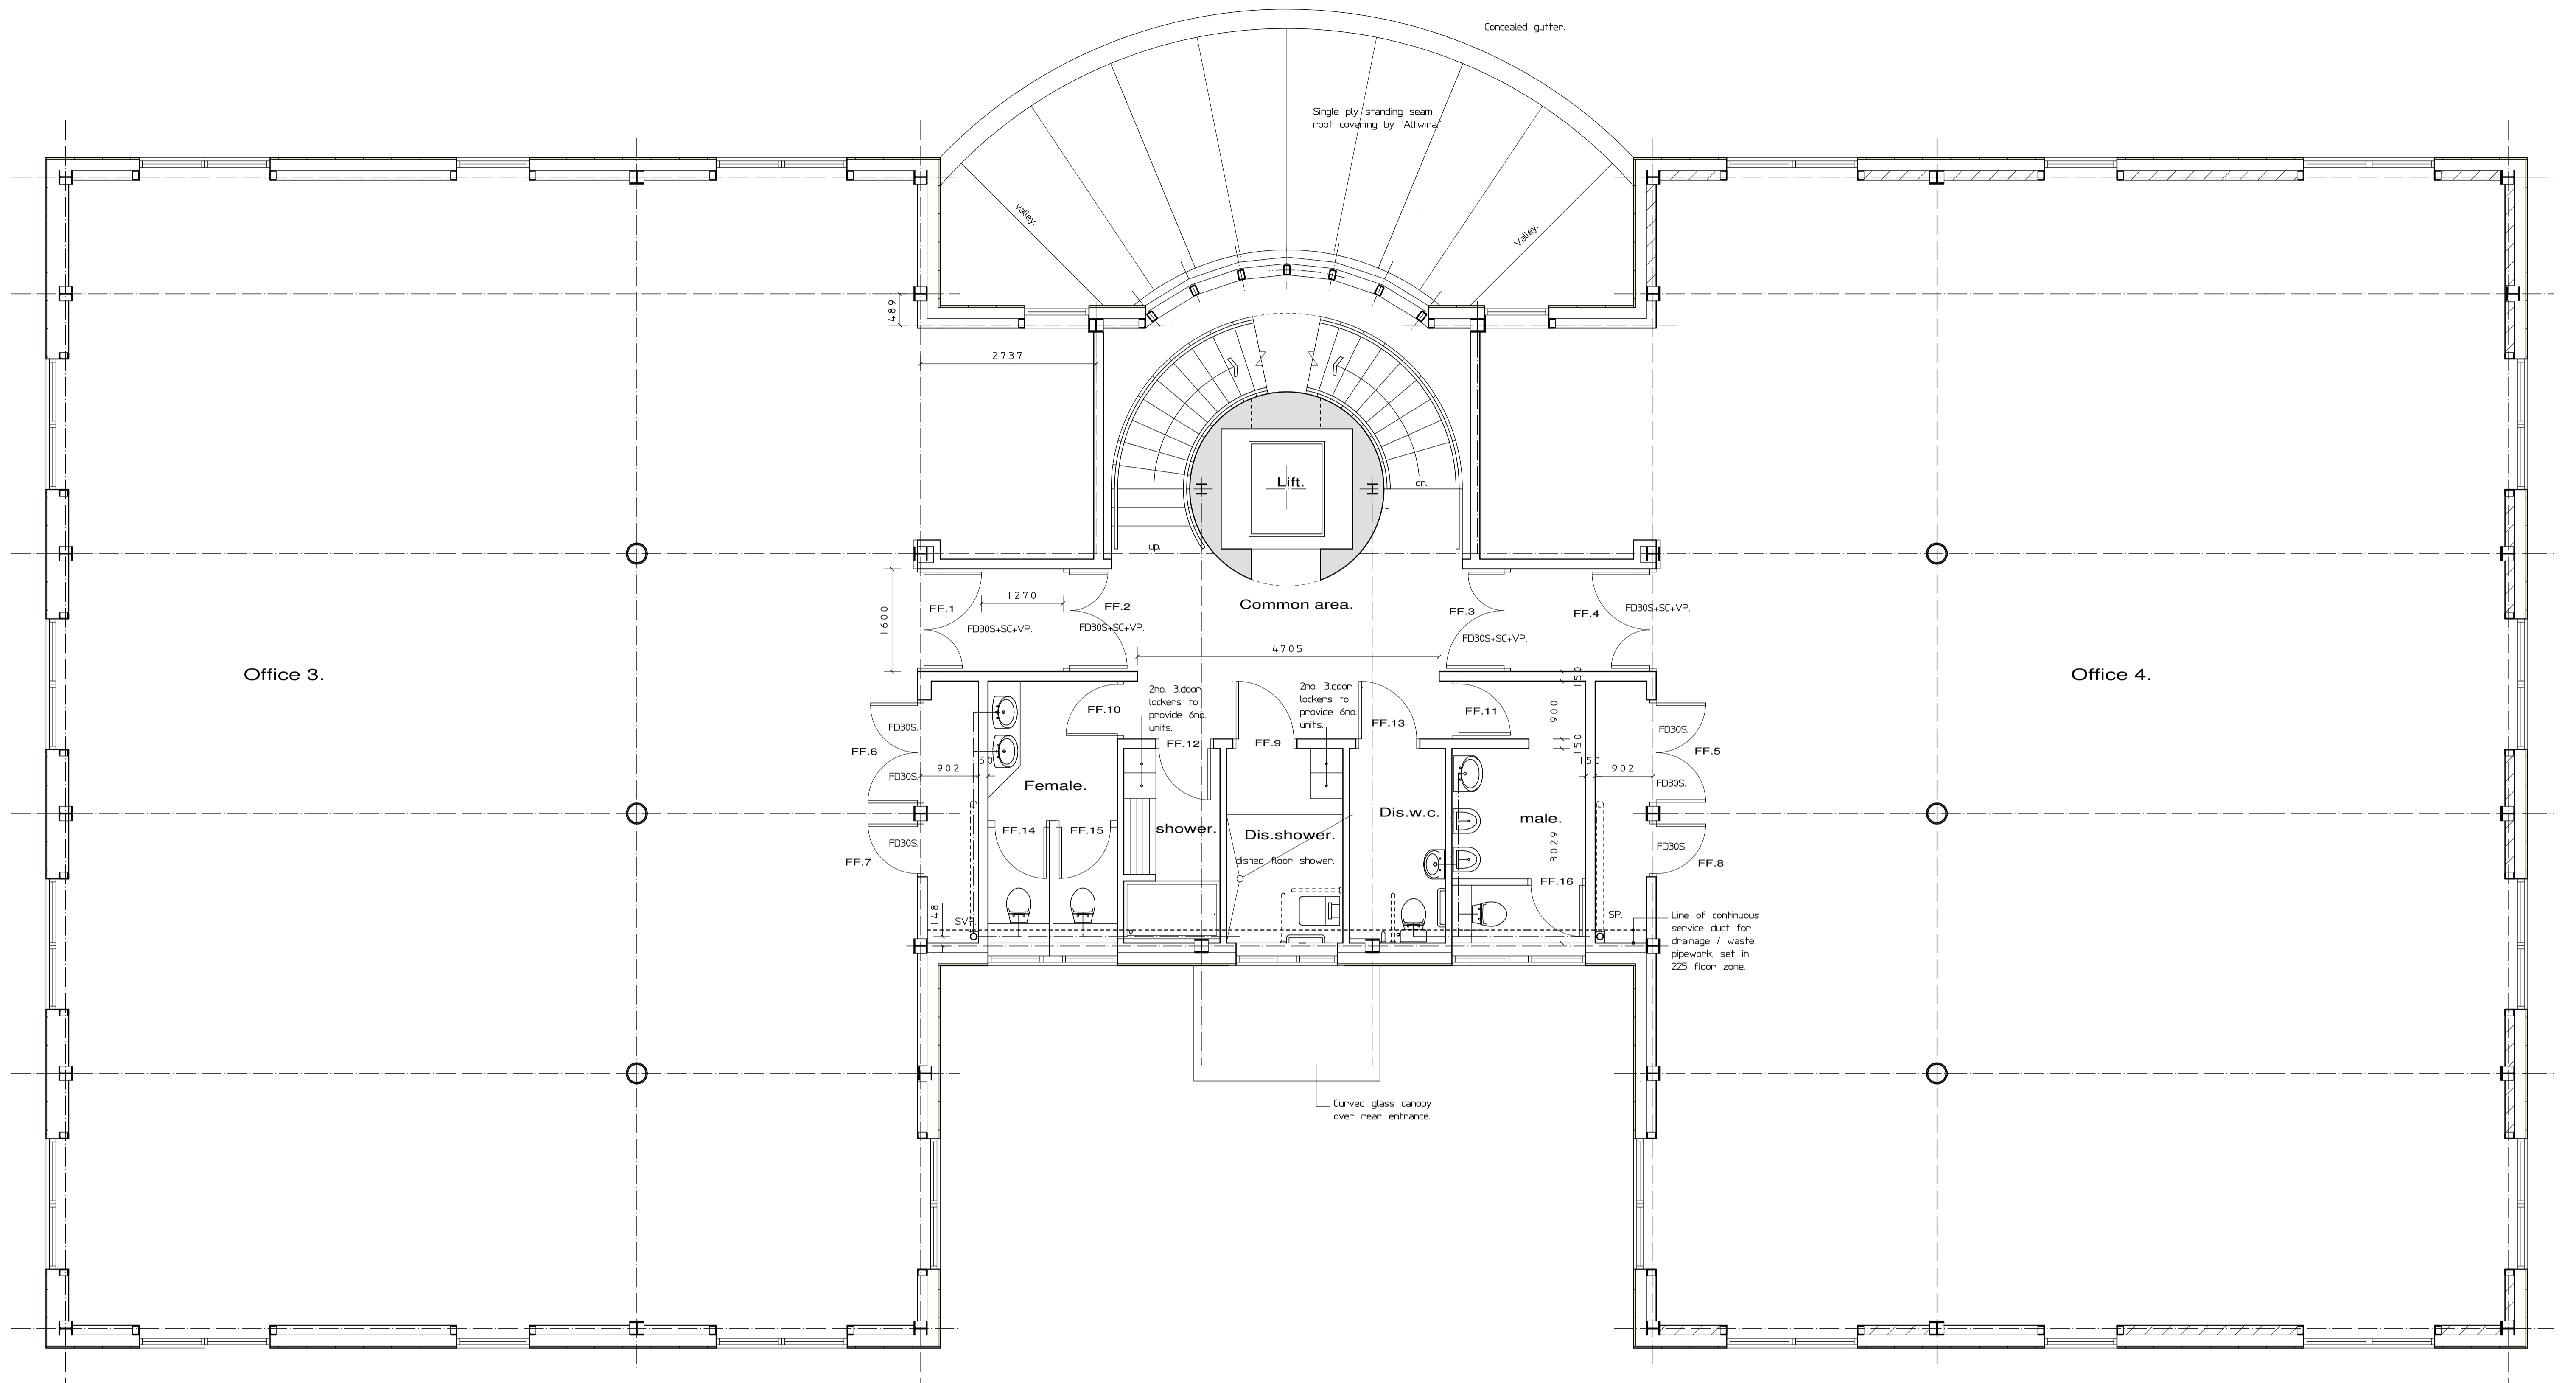 Concealed gutter.
Single ply standing seam
roof covering by "Altwira"
valley.
Valley.
489
2737
Lift.
dn.
up.
FF.1
1270
FF.2
Common area.
FF.3
FF.4
FD30S+SC+VP.
1600
FD30S+SC+VP.
FD30S+SC+VP.
FD30S+SC+VP.
4705
Office 3.
Office 4.
150
2no. 3.door
lockers to
provide 6no.
units.
2no. 3.door
lockers to
provide 6no.
units.
FF.10
FF.11
900
FF.13
FD30S.
FD30S.
FF.6
FF.12
FF.9
150
FF.5
902
150
150
902
FD30S.
FD30S.
Female.
Dis.w.c.
male.
FF.14
FF.15
shower.
Dis.shower.
3029
FD30S.
FD30S.
FF.7
dished floor shower.
FF.8
FF.16
148
SVP.
SP.
Line of continuous
service duct for
drainage / waste
pipework, set in
225 floor zone.
Curved glass canopy
over rear entrance.